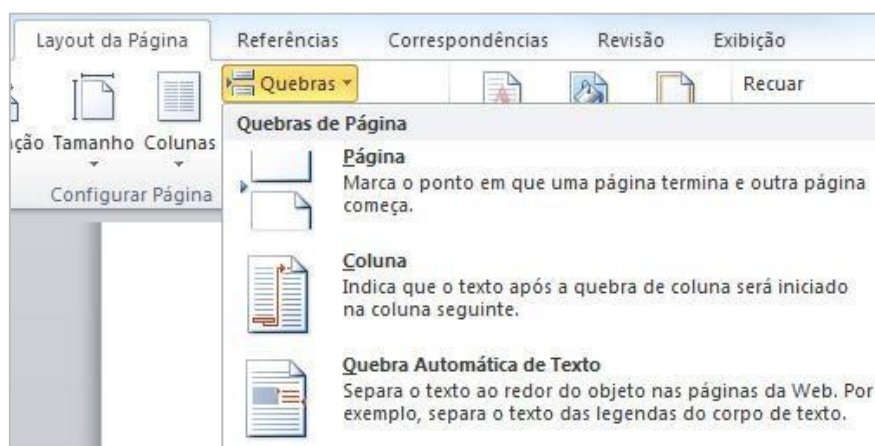 Layout da Página Referências Correspondências Revisão Exibição
Quebras Recuar
ção Tamanho Colunas
Configurar Página
Quebras de Página
Página
Marca o ponto em que uma página termina e outra página
começa.
Coluna
Indica que o texto após a quebra de coluna será iniciado
na coluna seguinte.
Quebra Automática de Texto
Separa o texto ao redor do objeto nas páginas da Web. Por
exemplo, separa o texto das legendas do corpo de texto.